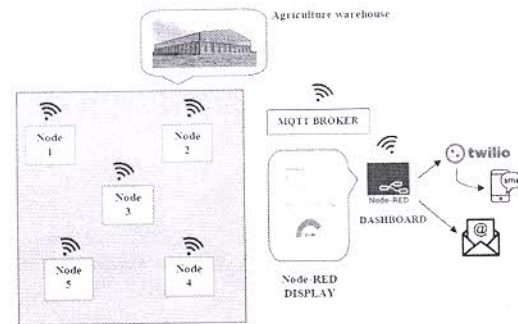 Agriculture warehouse
Node
1
Node
2
Node
3
Node
5
Node
4
MQTT BROKER
Node-RED
DASHBOARD
Node-RED
DISPLAY
twilio
sms
@